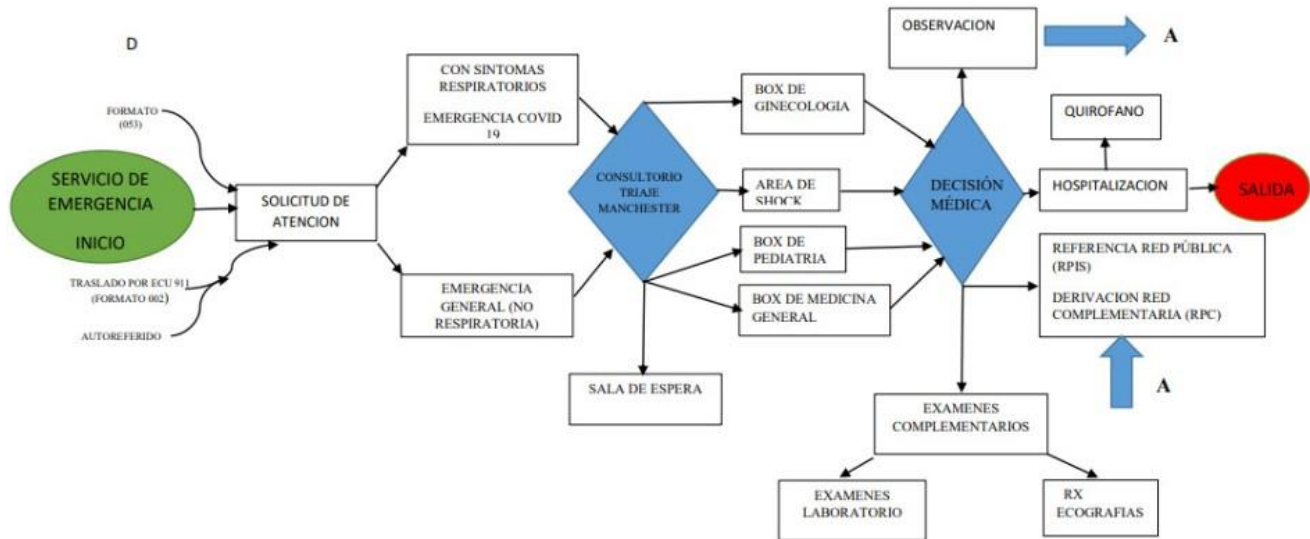 D
FORMATO
(053)
SERVICIO DE
EMERGENCIA
INICIO
TRASLADO POR ECU 911
(FORMATO 002)
AUTOREFERIDO
SOLICITUD DE
ATENCION
CON SINTOMAS
RESPIRATORIOS
EMERGENCIA COVID
19
EMERGENCIA
GENERAL (NO
RESPIRATORIA)
CONSULTORIO
TRIAJE
MANCHESTER
SALA DE ESPERA
BOX DE
GINECOLOGIA
AREA DE
SHOCK
BOX DE
PEDIATRIA
BOX DE MEDICINA
GENERAL
OBSERVACION
A
DECISIÓN
MÉDICA
QUIROFANO
HOSPITALIZACION
SALIDA
REFERENCIA RED PÚBLICA
(RPIS)
DERIVACION RED
COMPLEMENTARIA (RPC)
A
EXAMENES
COMPLEMENTARIOS
EXAMENES
LABORATORIO
RX
ECOGRAFIAS